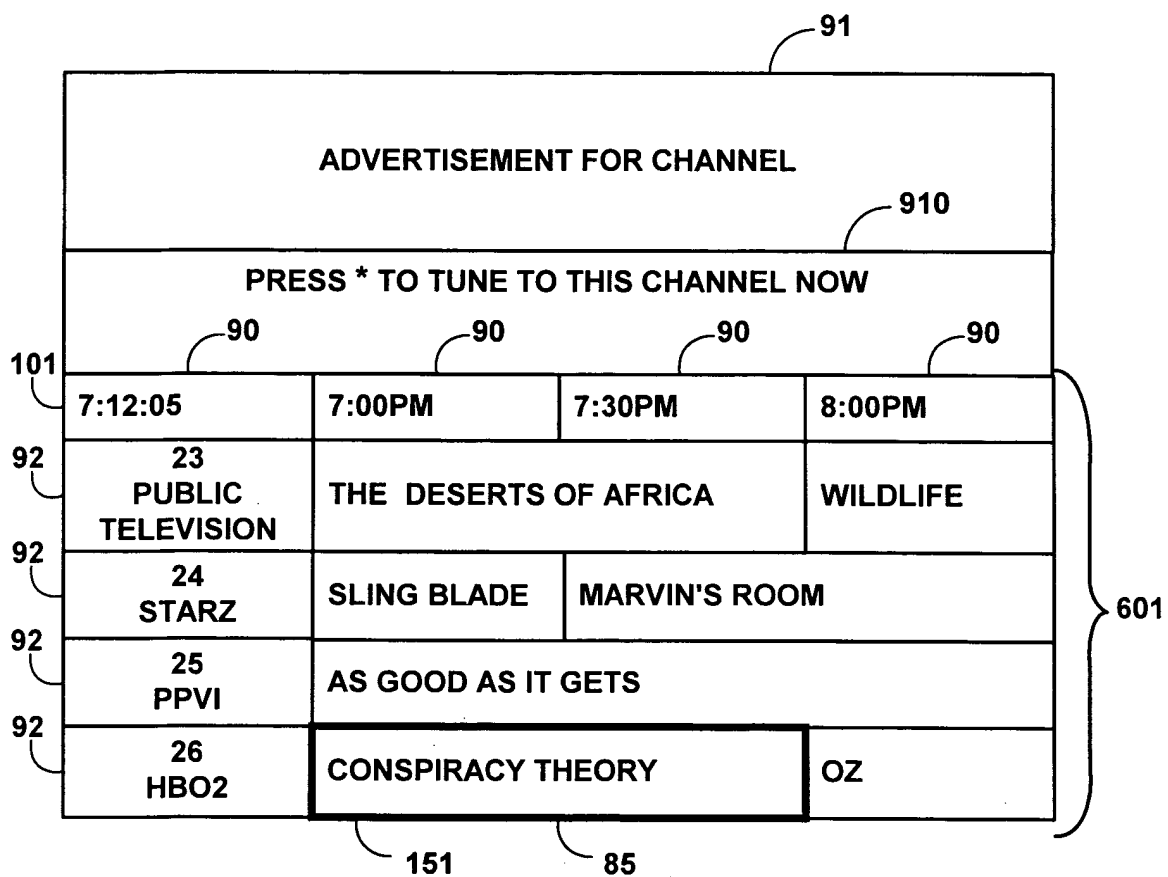 91
ADVERTISEMENT FOR CHANNEL
910
PRESS * TO TUNE TO THIS CHANNEL NOW
90 90 90 90
101
7:12:05 7:00PM 7:30PM 8:00PM
92
23
PUBLIC
TELEVISION
THE DESERTS OF AFRICA
WILDLIFE
92
24
STARZ
SLING BLADE
MARVIN'S ROOM
601
92
25
PPVI
AS GOOD AS IT GETS
92
26
HBO2
CONSPIRACY THEORY
OZ
151
85